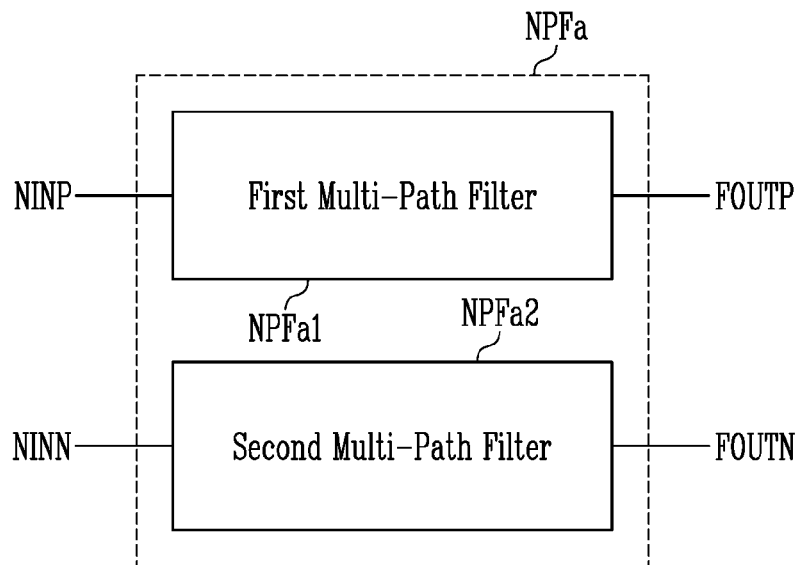 NPFa
NINP
First Multi-Path Filter
FOUTP
NPFa1
NPFa2
NINN
Second Multi-Path Filter
FOUTN